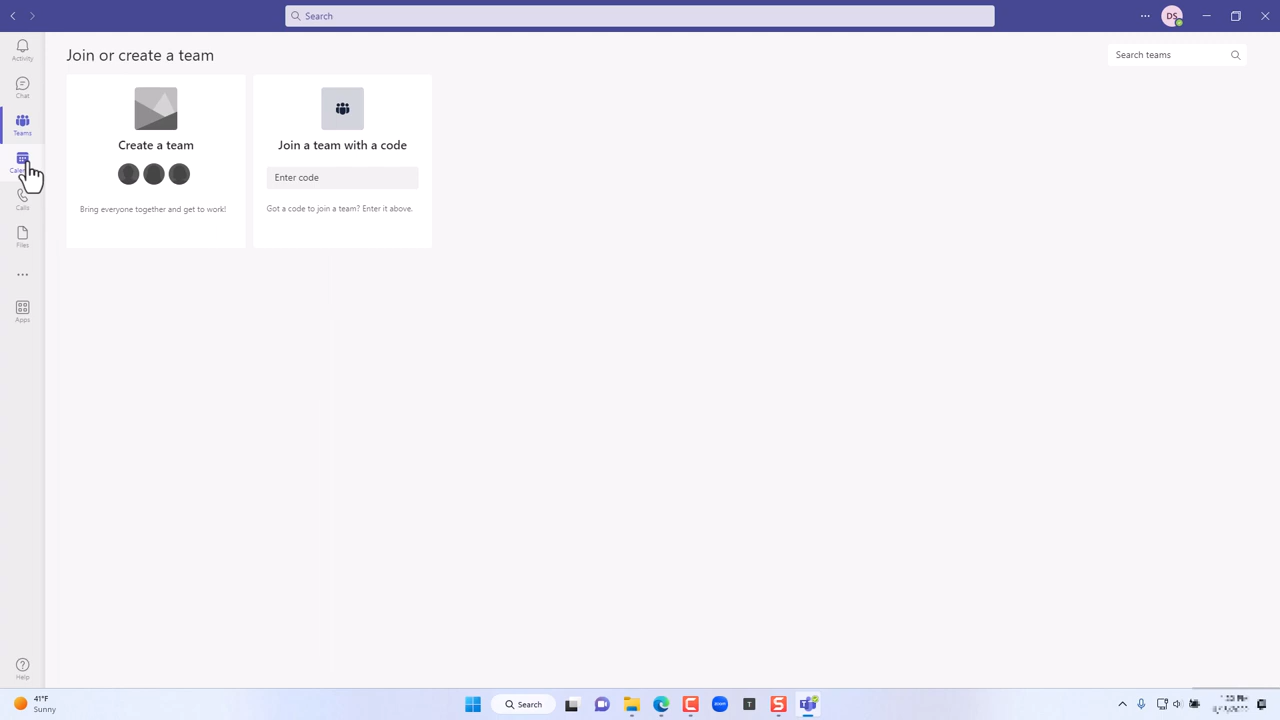 Search
DS
Activity
Chat
Teams
Calls
Files
Apps
Help
Join or create a team
Search teams
Create a team
Bring everyone together and get to work!
Join a team with a code
Enter code
Got a code to join a team? Enter it above.
41°F
Sunny
Search
zoom
T
S